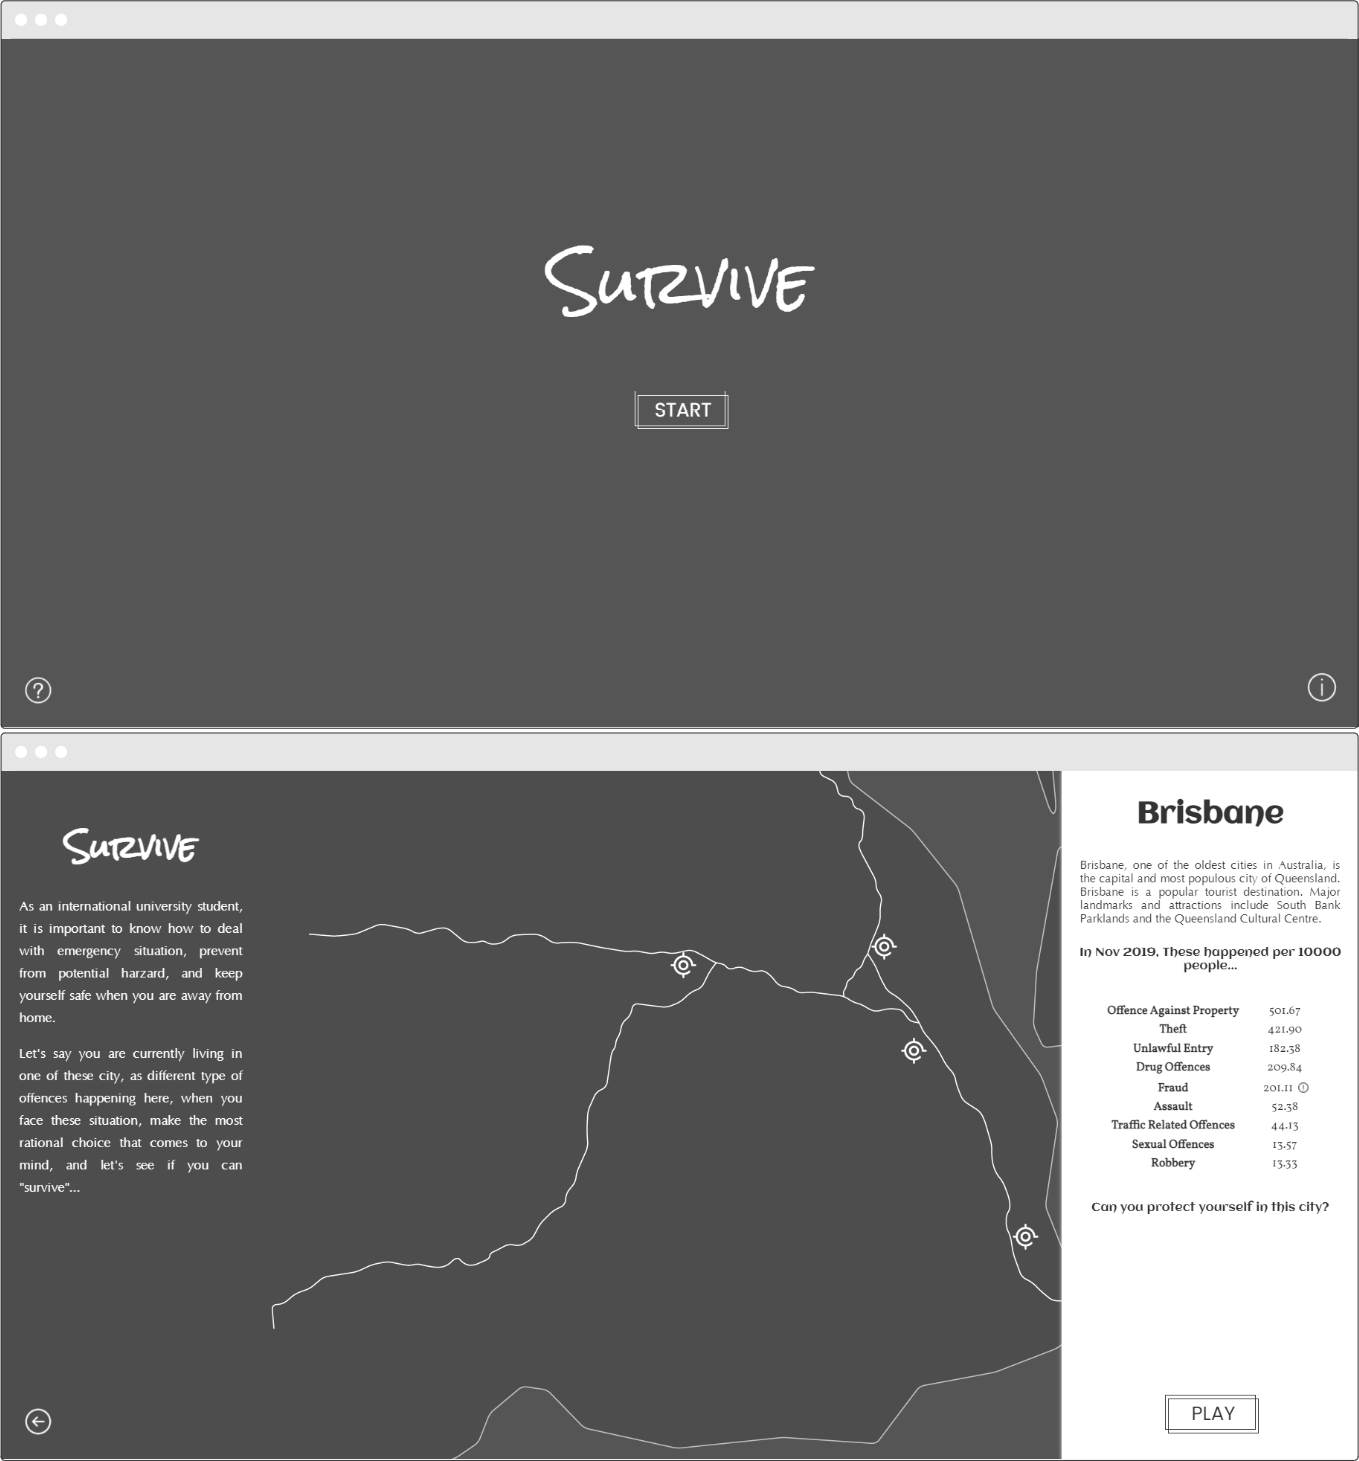 Survive
START
?
i
Survive
As an international university student,
it is important to know how to deal
with emergency situation, prevent
from potential harzard, and keep
yourself safe when you are away from
home.
Let's say you are currently living in
one of these city, as different type of
offences happening here, when you
face these situation, make the most
rational choice that comes to your
mind, and let's see if you can
"survive"...
Brisbane
Brisbane, one of the oldest cities in Australia, is
the capital and most populous city of Queensland.
Brisbane is a popular tourist destination. Major
landmarks and attractions include South Bank
Parklands and the Queensland Cultural Centre.
In Nov 2019, These happened per 10000
people...
Offence Against Property 501.67
Theft 421.90
Unlawful Entry 182.38
Drug Offences 209.84
Fraud 201.11
Assault 52.38
Traffic Related Offences 44.13
Sexual Offences 13.57
Robbery 13.33
Can you protect yourself in this city?
PLAY